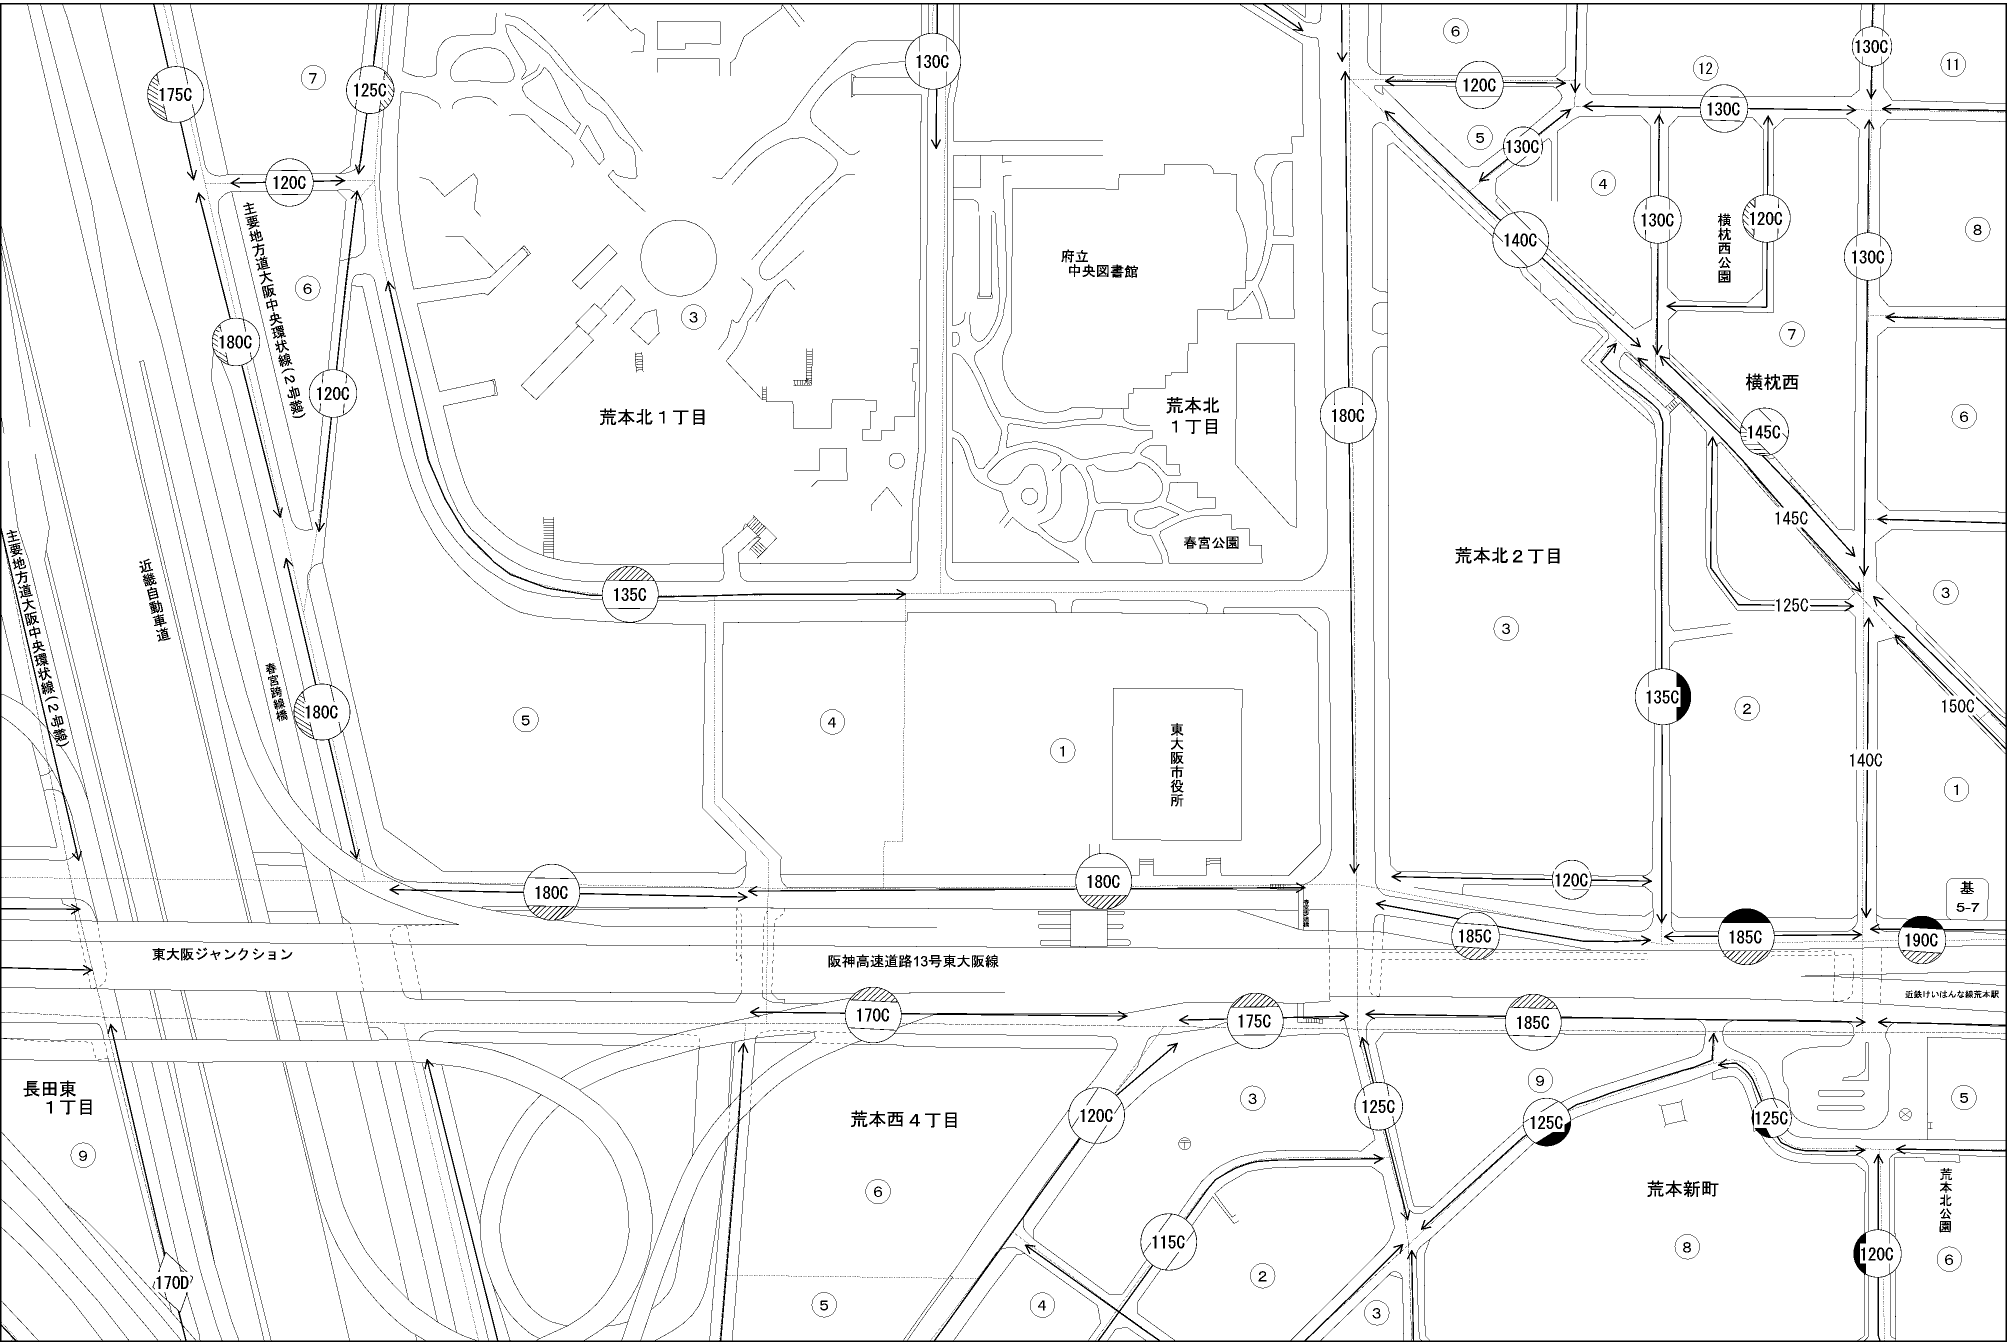 ⑥
130C
⑪
⑫
⑦
175C
125C
130C
120C
130C
⑤
130C
④
120C
主要地方道大阪中央環状線(2号線)
130C
横枕西公園
120C
⑧
140C
130C
府立
中央図書館
⑥
③
180C
⑦
横枕西
120C
荒本北1丁目
荒本北
1丁目
180C
145C
⑥
145C
主要地方道大阪中央環状線(2号線)
近畿自動車道
春宮公園
荒本北2丁目
③
135C
125C
③
③
春宮跨線橋
180C
⑤
④
①
東大阪市役所
135C
②
150C
140C
①
180C
180C
120C
基
5-7
185C
185C
190C
東大阪ジャンクション
阪神高速道路13号東大阪線
近鉄けいはんな線荒本駅
170C
175C
185C
長田東
1丁目
⑨
荒本西4丁目
120C
③
125C
⑨
125C
125C
⑤
⑨
⑥
荒本新町
荒本北公園
115C
⑧
120C
⑥
170D
②
⑤
④
③